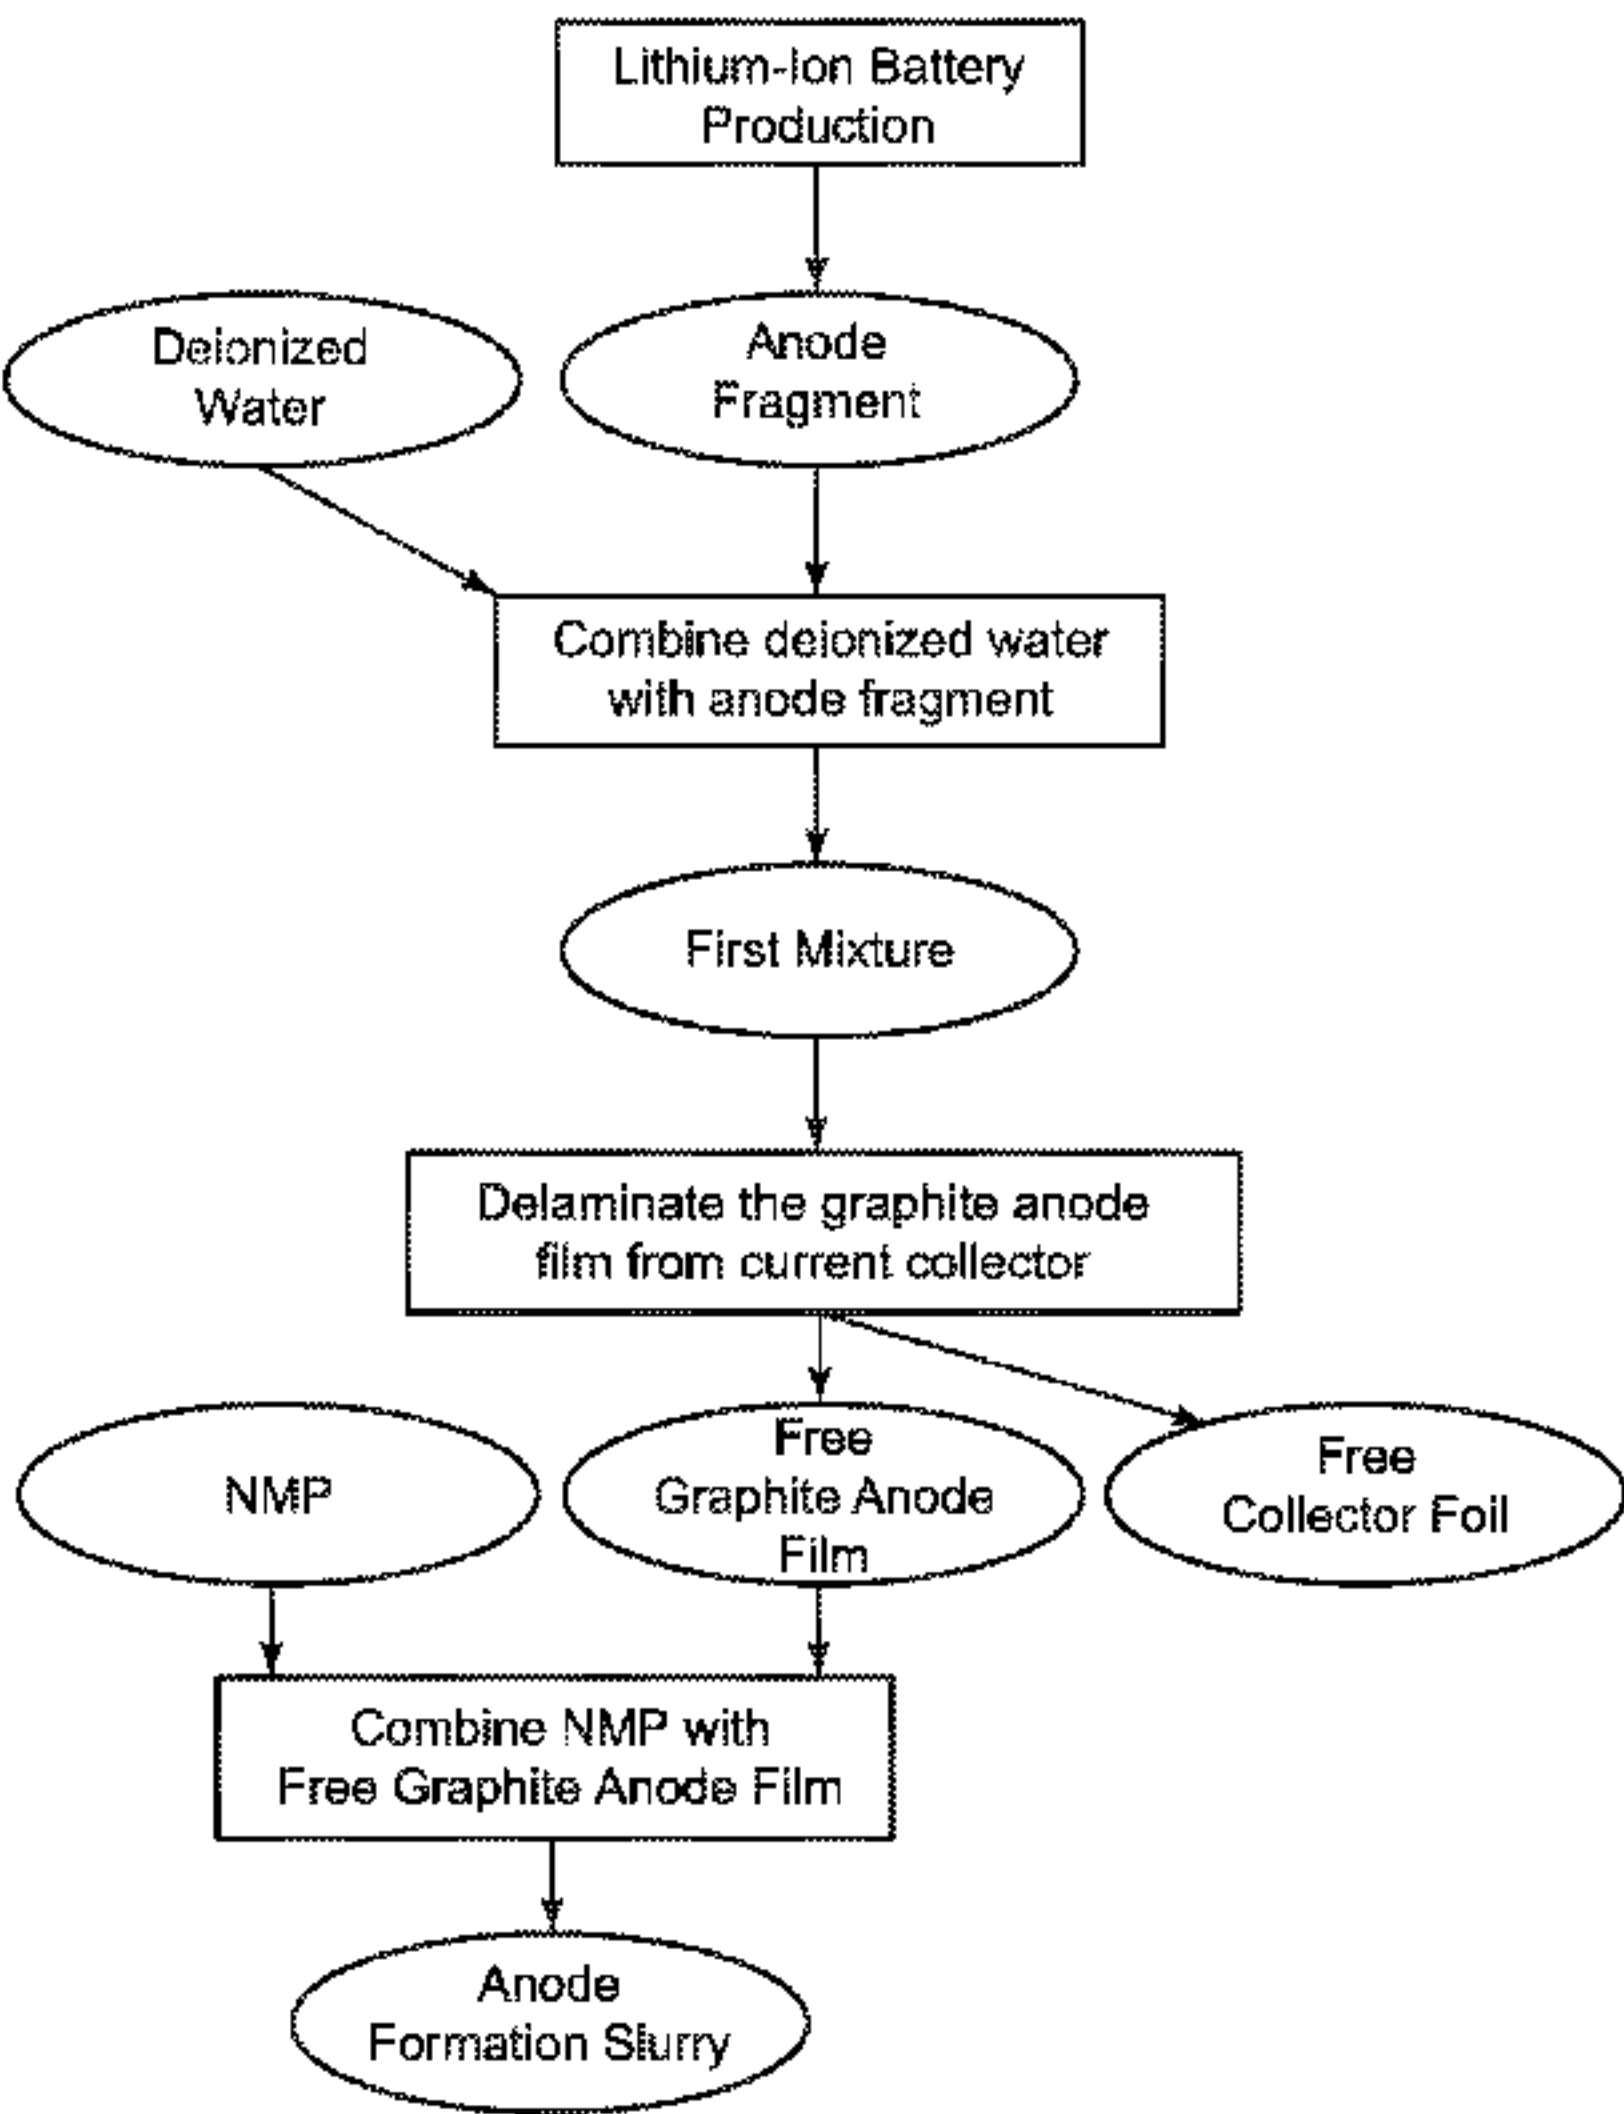 Lithium-Ion Battery
Production
Deionized
Water
Anode
Fragment
Combine deionized water
with anode fragment
First Mixture
Delaminate the graphite anode
film from current collector
NMP
Free
Graphite Anode
Film
Free
Collector Foil
Combine NMP with
Free Graphite Anode Film
Anode
Formation Slurry